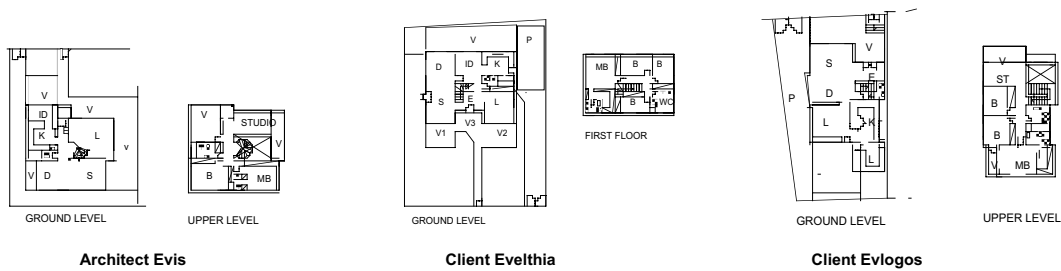 V
V
V
ID
E
K
L
V
V
D
S
GROUND LEVEL
V
STUDIO
V
B
MB
UPPER LEVEL
Architect Evis
V
P
D
ID
K
E
S
L
V3
V1
V2
GROUND LEVEL
MB
B
B
B
WC
FIRST FLOOR
Client Evelthia
V
S
E
P
D
L
K
L
GROUND LEVEL
V
ST
B
B
V
MB
UPPER LEVEL
Client Evlogos